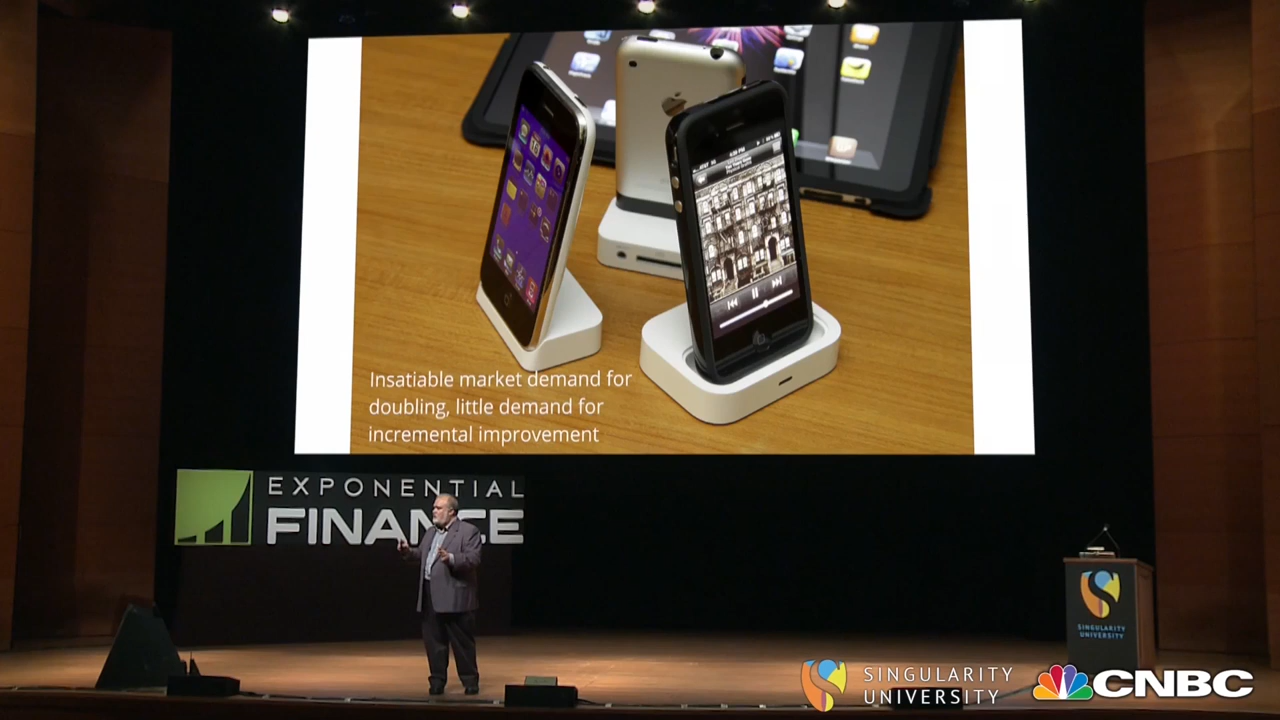 Insatiable market demand for
doubling, little demand for
incremental improvement
EXPONENTIAL
FINANCE
SINGULARITY
UNIVERSITY
SINGULARITY
UNIVERSITY
CNBC